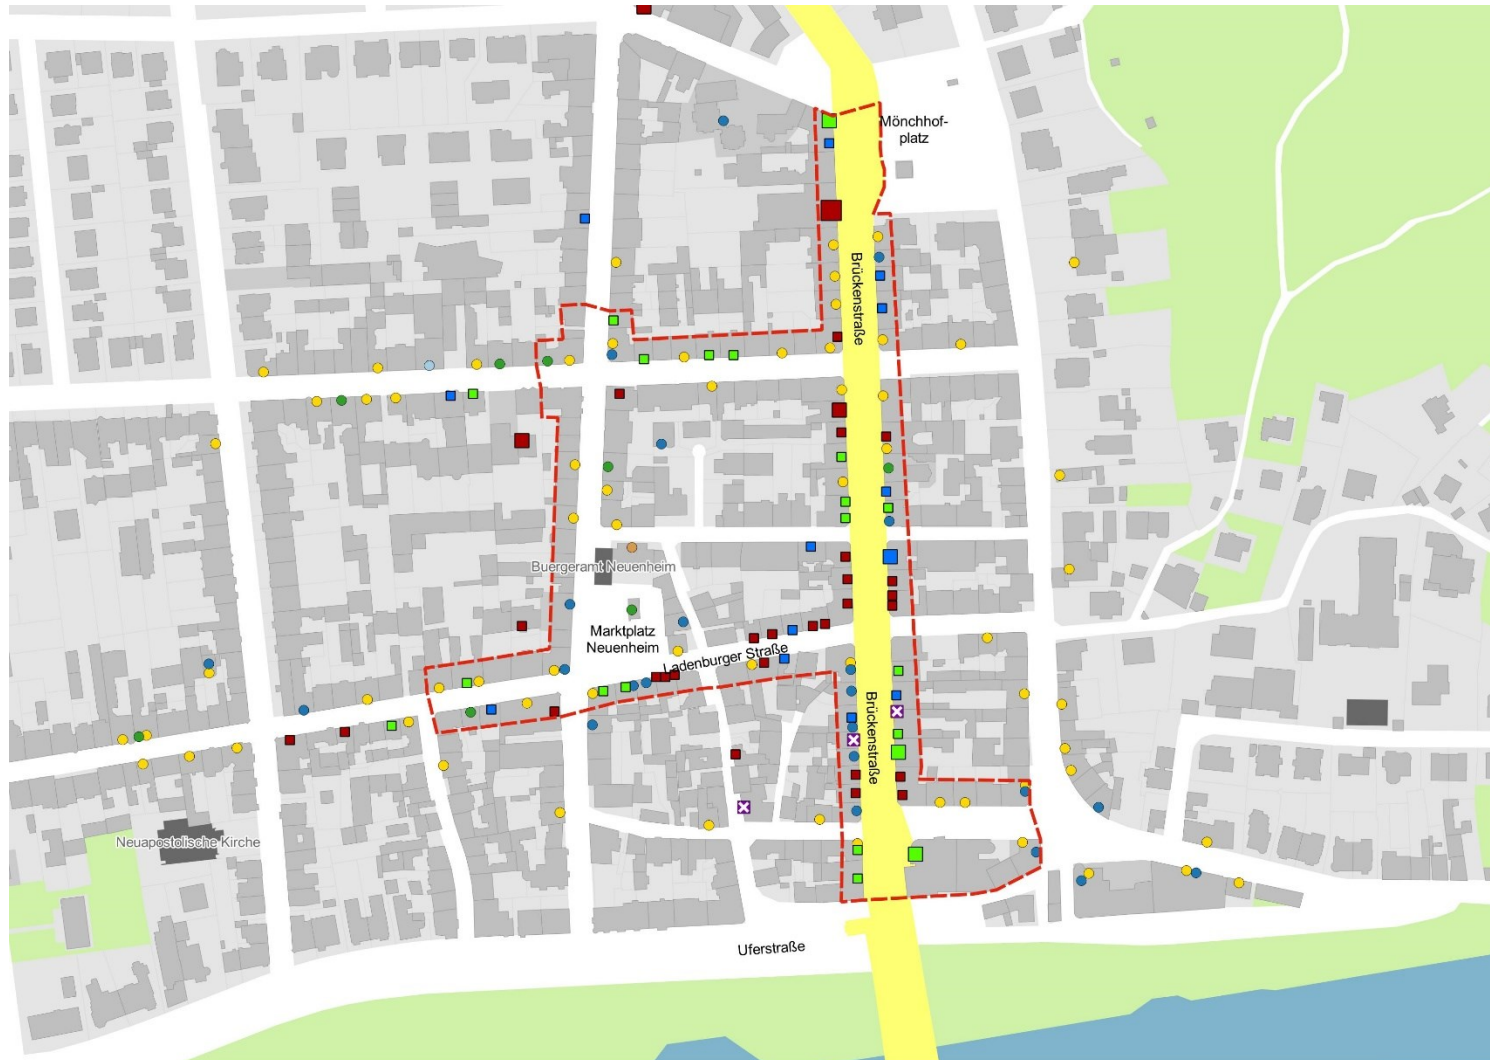 Mönchhof-
platz
Brückenstraße
Buergeramt Neuenheim
Marktplatz
Neuenheim
Ladenburger Straße
Brückenstraße
Neuapostolische Kirche
Uferstraße